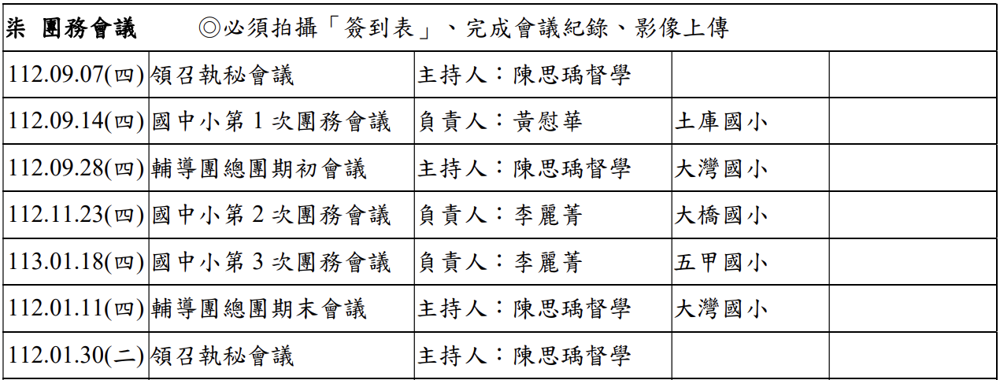 柒 團務會議 ◎必須拍攝「簽到表」、完成會議紀錄、影像上傳
112.09.07(四) 領召執秘會議 主持人：陳思瑀督學
112.09.14(四) 國中小第 1 次團務會議 負責人：黃慰華 土庫國小
112.09.28(四) 輔導團總團期初會議 主持人：陳思瑀督學 大灣國小
112.11.23(四) 國中小第 2 次團務會議 負責人：李麗菁 大橋國小
113.01.18(四) 國中小第 3 次團務會議 負責人：李麗菁 五甲國小
112.01.11(四) 輔導團總團期末會議 主持人：陳思瑀督學 大灣國小
112.01.30(二) 領召執秘會議 主持人：陳思瑀督學